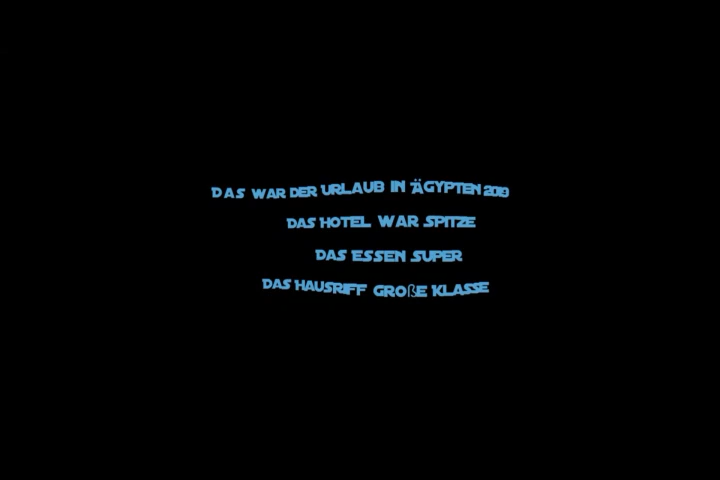 DAS WAR DER URLAUB IN ÄGYPTEN 2019
DAS HOTEL WAR SPITZE
DAS ESSEN SUPER
DAS HAUSRIFF GROßE KLASSE